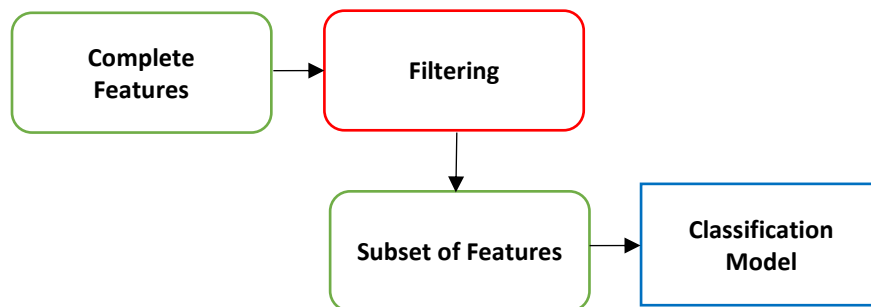 Complete
Features
Filtering
Subset of Features
Classification
Model